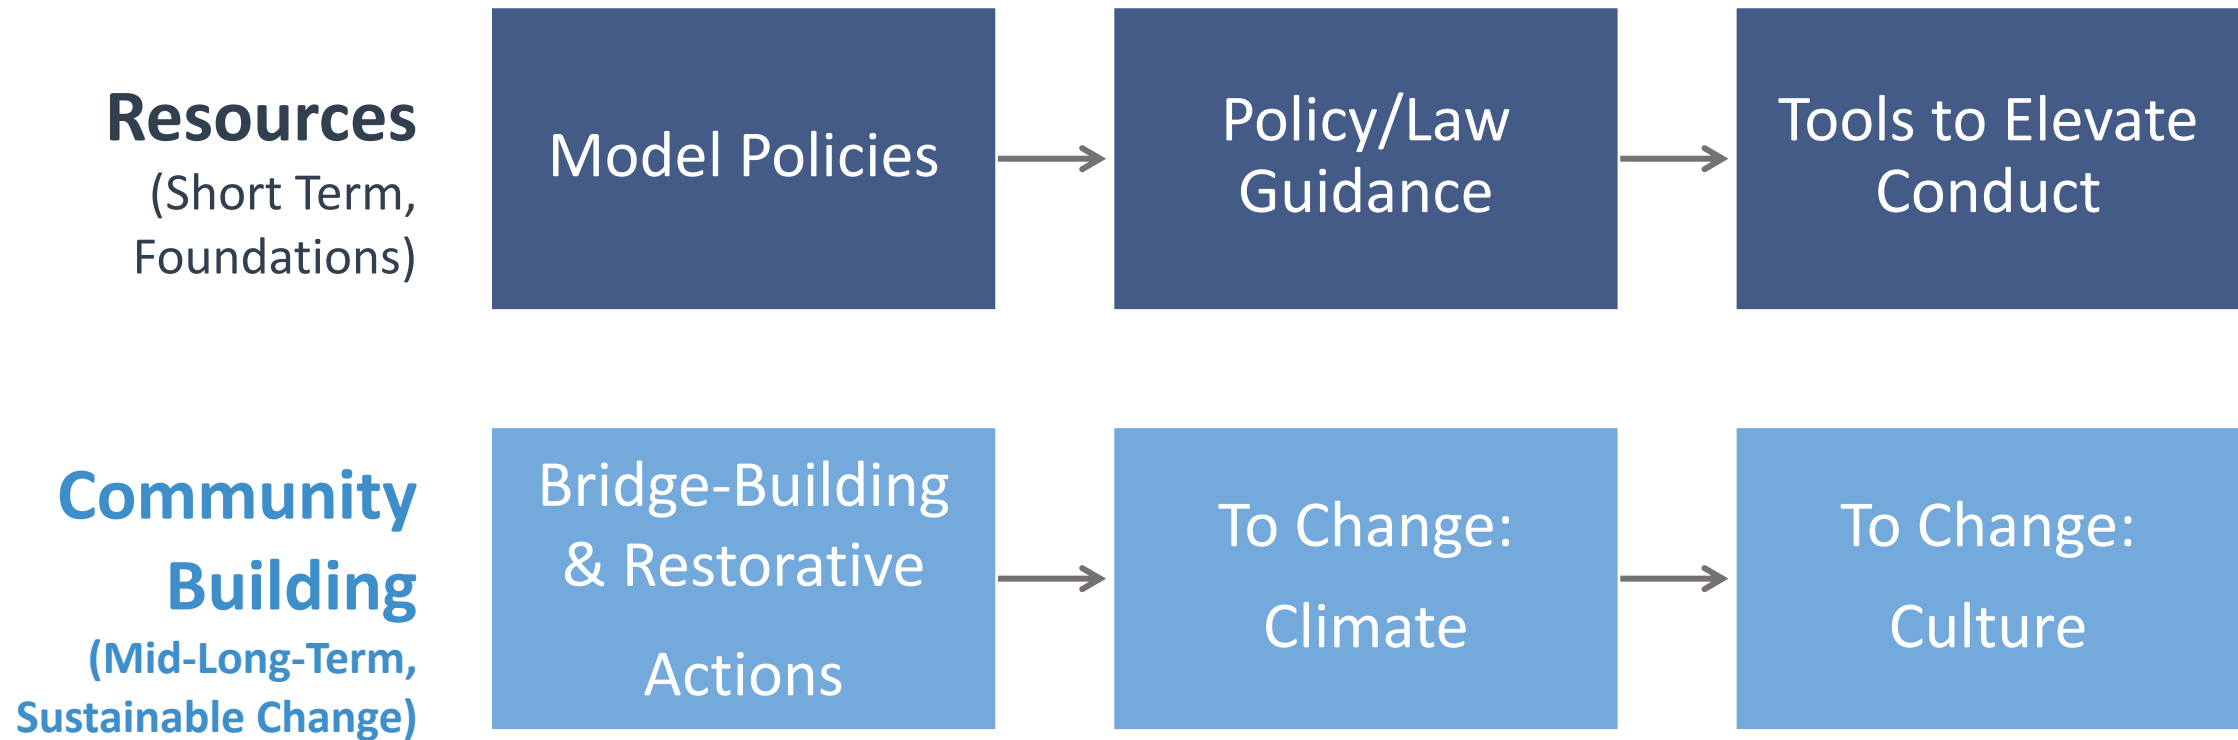 Resources
(Short Term,
Foundations)
Model Policies
Policy/Law
Guidance
Tools to Elevate
Conduct
Community
Building
(Mid-Long-Term,
Sustainable Change)
Bridge-Building
& Restorative
Actions
To Change:
Climate
To Change:
Culture